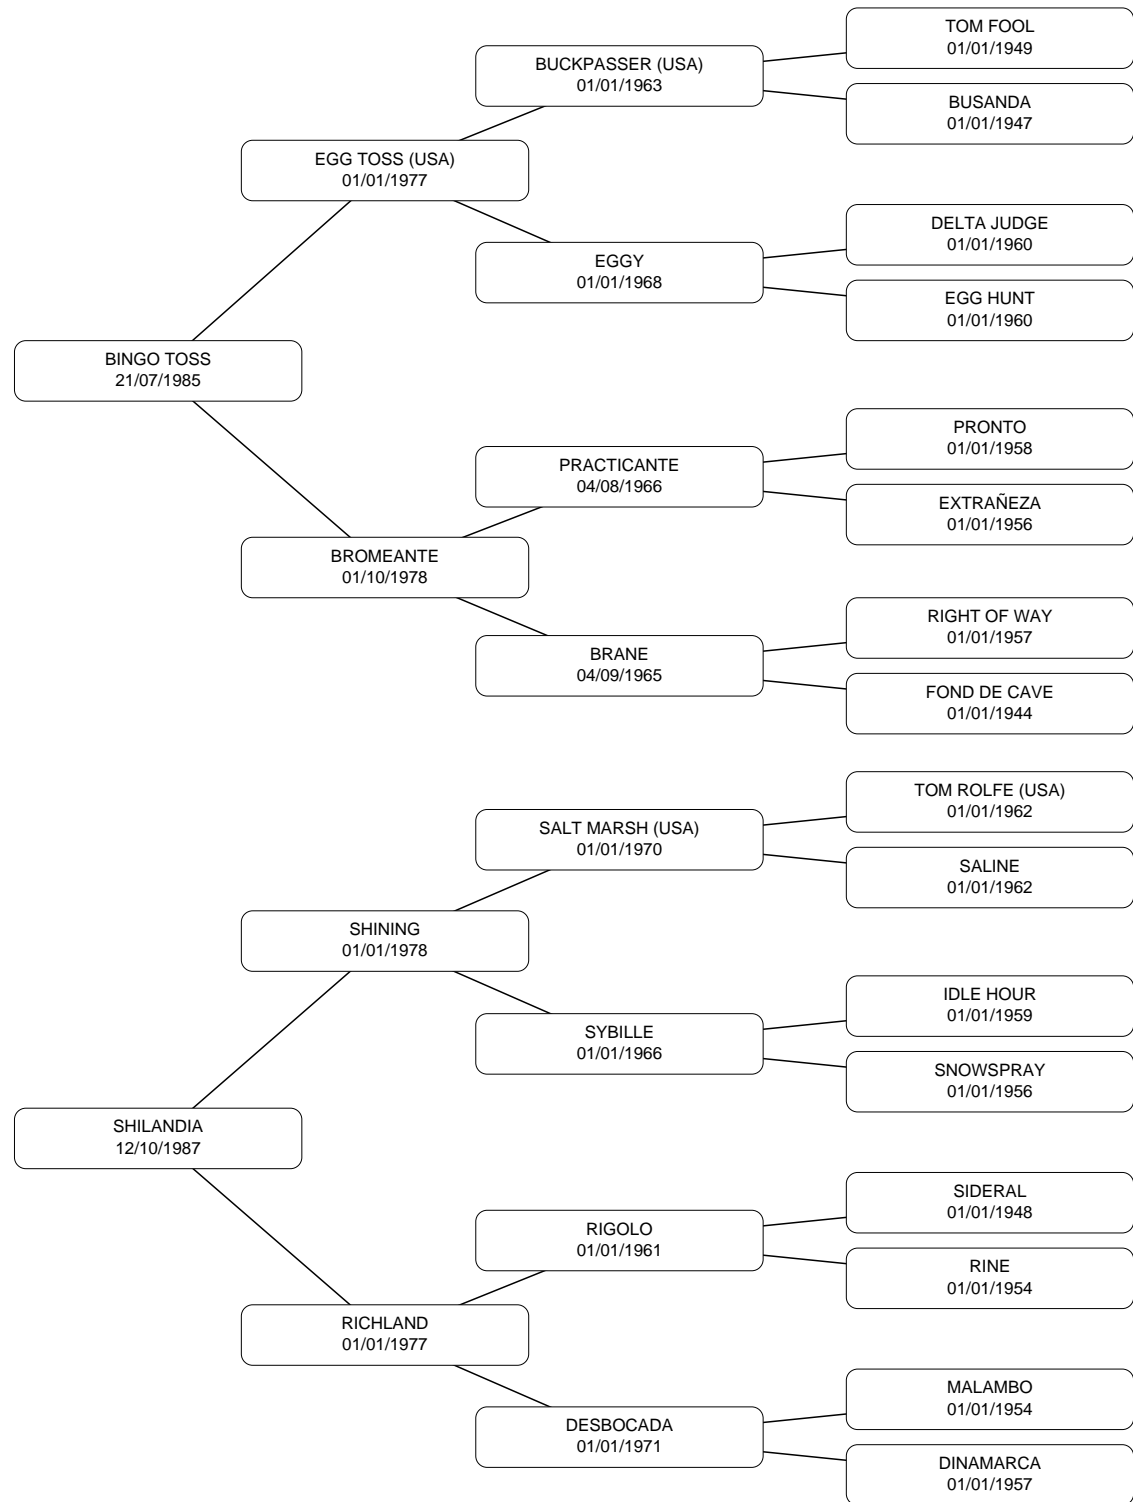 TOM FOOL
01/01/1949
BUCKPASSER (USA)
01/01/1963
BUSANDA
01/01/1947
EGG TOSS (USA)
01/01/1977
DELTA JUDGE
01/01/1960
EGGY
01/01/1968
EGG HUNT
01/01/1960
BINGO TOSS
21/07/1985
PRONTO
01/01/1958
PRACTICANTE
04/08/1966
EXTRAÑEZA
01/01/1956
BROMEANTE
01/10/1978
RIGHT OF WAY
01/01/1957
BRANE
04/09/1965
FOND DE CAVE
01/01/1944
TOM ROLFE (USA)
01/01/1962
SALT MARSH (USA)
01/01/1970
SALINE
01/01/1962
SHINING
01/01/1978
IDLE HOUR
01/01/1959
SYBILLE
01/01/1966
SNOWSPRAY
01/01/1956
SHILANDIA
12/10/1987
SIDERAL
01/01/1948
RIGOLO
01/01/1961
RINE
01/01/1954
RICHLAND
01/01/1977
MALAMBO
01/01/1954
DESBOCADA
01/01/1971
DINAMARCA
01/01/1957